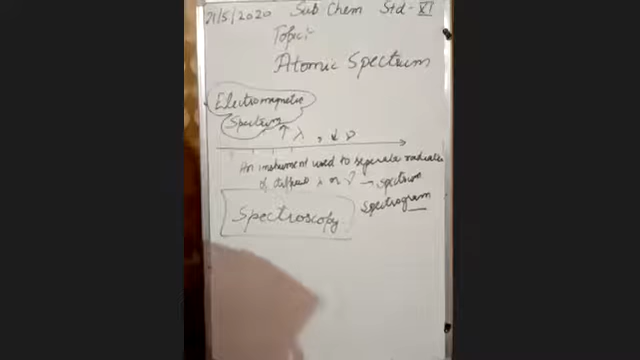 21/5/2020 Sub Chem Std - XI
Topic:-
Atomic Spectrum
Electromagnetic
Spectrum
↑ λ , ↓ ν
An instrument used to separate radiation
of diffrent λ or ν → spectrum
Spectrogram
Spectroscopy